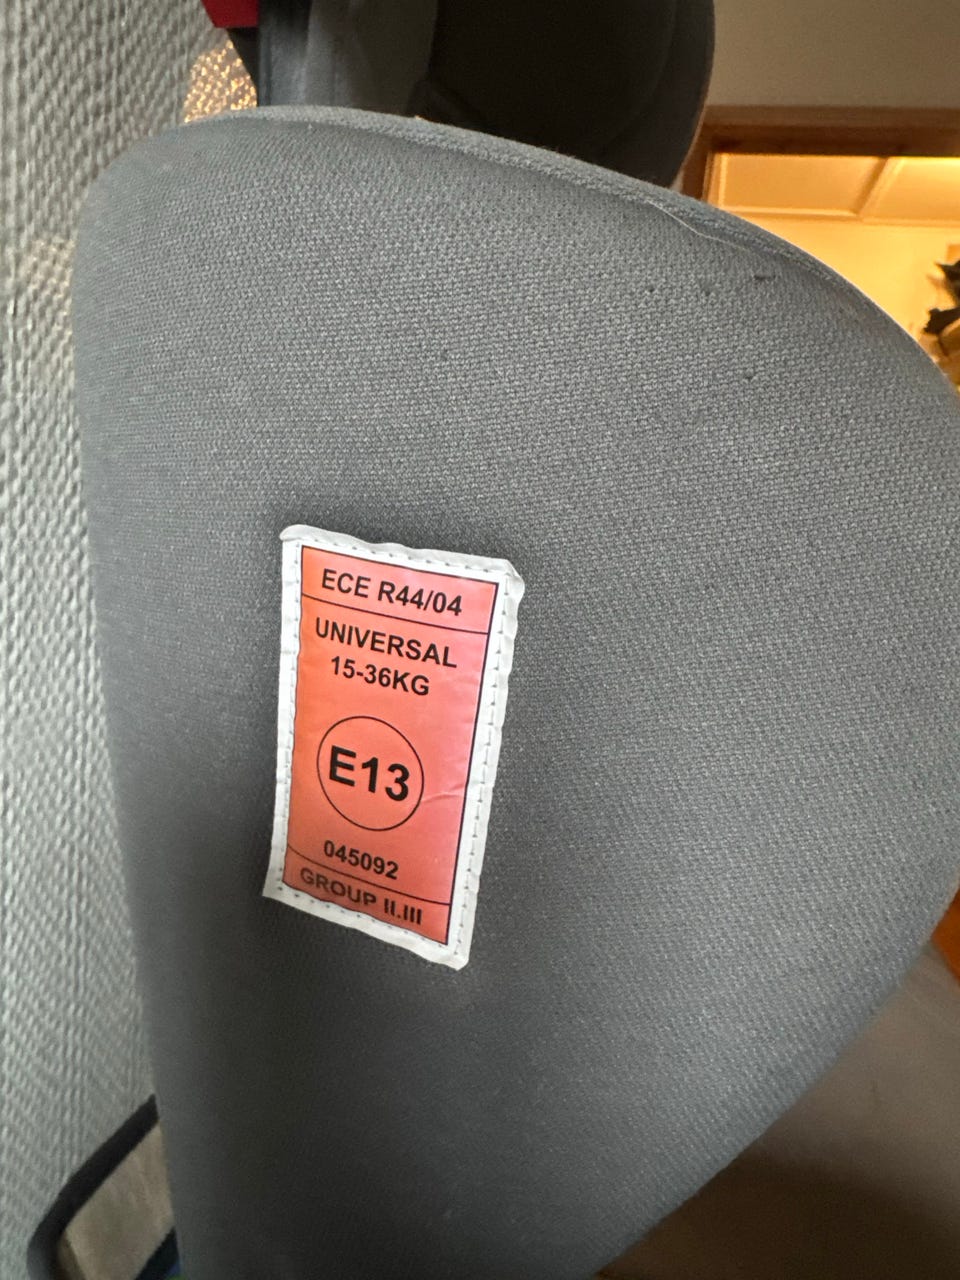 ECE R44/04
UNIVERSAL
15-36KG
E13
045092
GROUP II.III